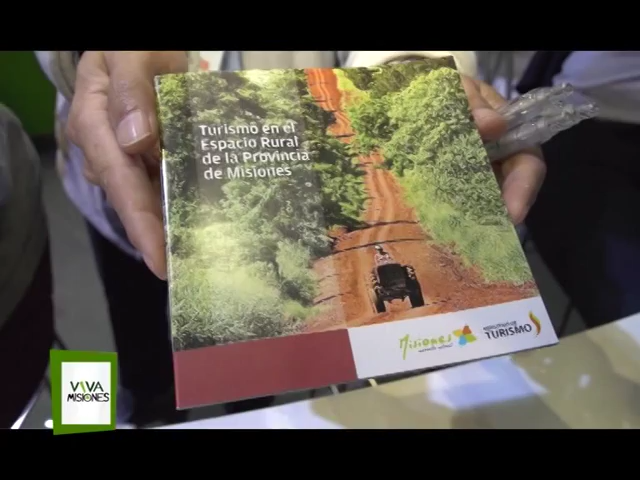 Turismo en el
Espacio Rural
de la Provincia
de Misiones
Misiones
TURISMO
VIVA
MISIONES